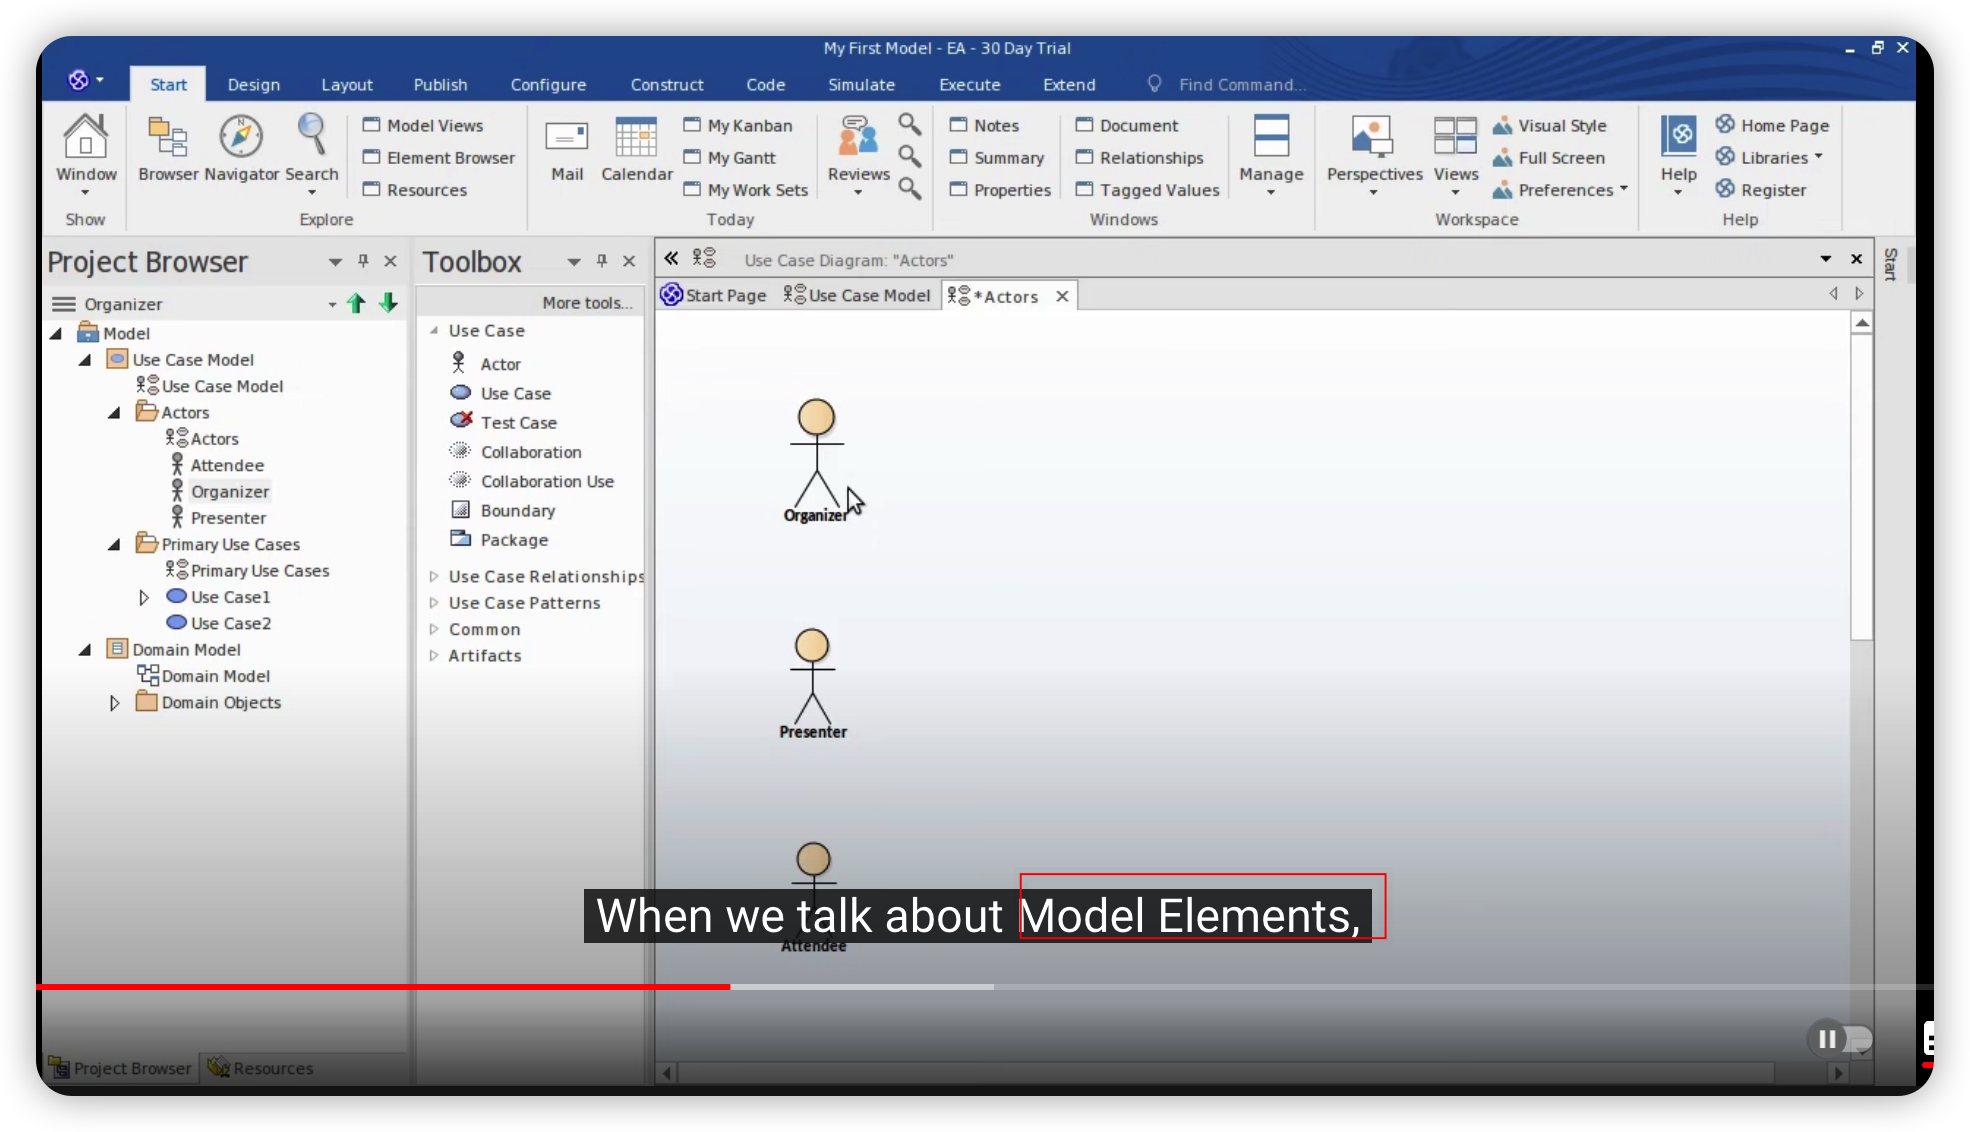 My First Model - EA - 30 Day Trial
Start Design Layout Publish Configure Construct Code Simulate Execute Extend Find Command...
Window
Show
Browser Navigator Search
Model Views
Element Browser
Resources
Explore
Mail Calendar
My Kanban
My Gantt
My Work Sets
Reviews
Today
Notes
Summary
Properties
Document
Relationships
Tagged Values
Windows
Manage
Perspectives Views
Visual Style
Full Screen
Preferences
Workspace
Help
Home Page
Libraries
Register
Help
Project Browser
Organizer
Model
Use Case Model
Use Case Model
Actors
Actors
Attendee
Organizer
Presenter
Primary Use Cases
Primary Use Cases
Use Case1
Use Case2
Domain Model
Domain Model
Domain Objects
Project Browser Resources
Toolbox
More tools...
Use Case
Actor
Use Case
Test Case
Collaboration
Collaboration Use
Boundary
Package
Use Case Relationships
Use Case Patterns
Common
Artifacts
Use Case Diagram: "Actors"
Start Page Use Case Model *Actors
Start
Organizer
Presenter
When we talk about Model Elements,
Attendee